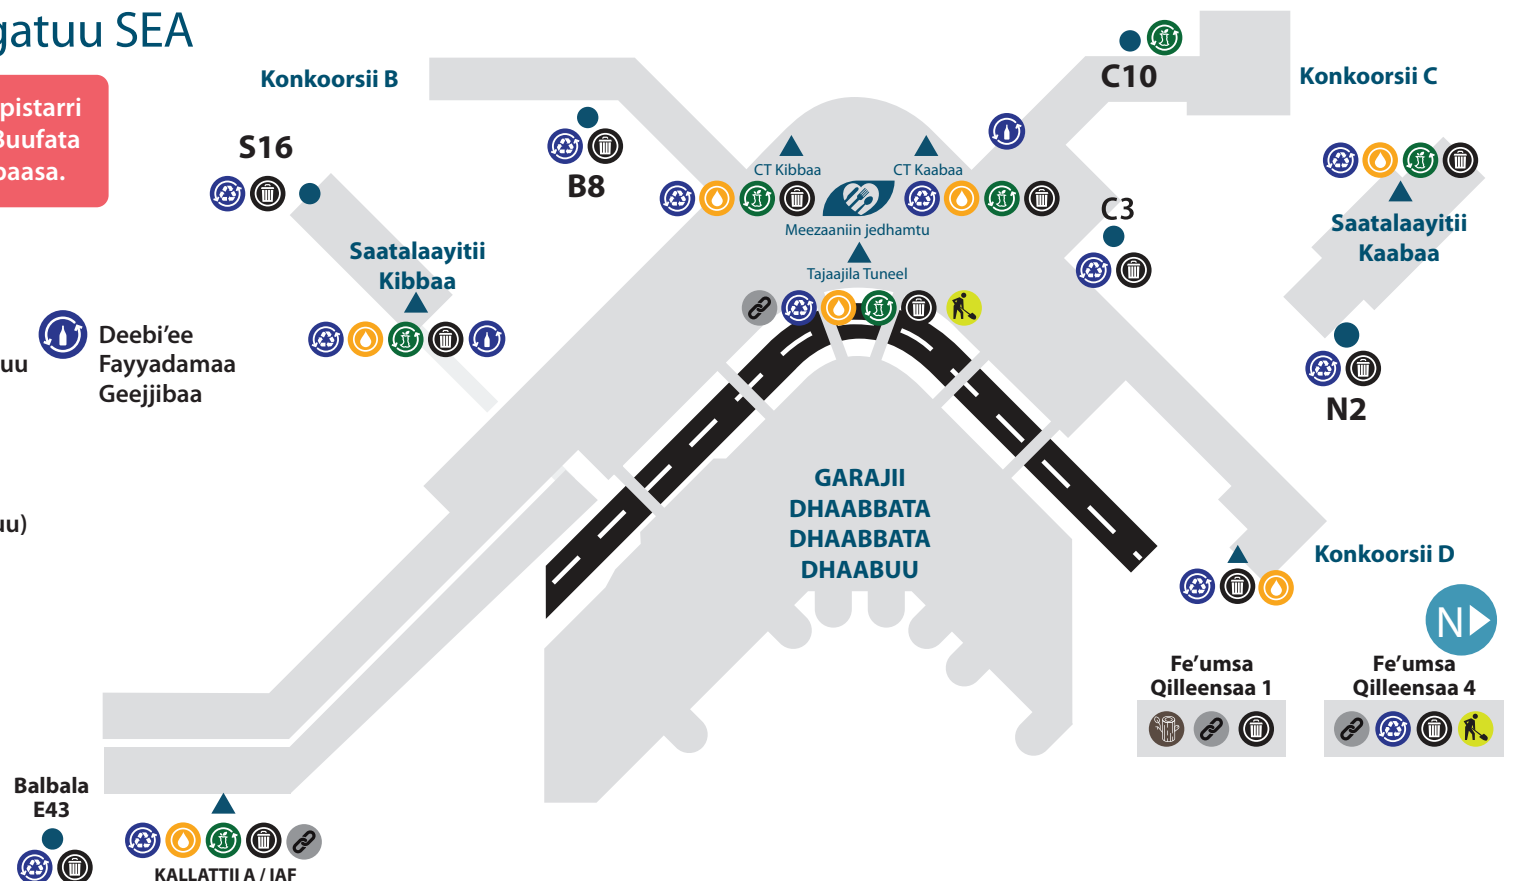 gatuu SEA
pistarri
Buufata
baasa.
Konkoorsii B
S16
B8
C10
Konkoorsii C
CT Kibbaa
CT Kaabaa
Meezaaniin jedhamtu
Tajaajila Tuneel
C3
Saatalaayitii
Kaabaa
Saatalaayitii
Kibbaa
N2
uu
Deebi’ee
Fayyadamaa
Geejjibaa
uu)
GARAJII
DHAABBATA
DHAABBATA
DHAABUU
Konkoorsii D
N
Fe’umsa
Qilleensaa 1
Fe’umsa
Qilleensaa 4
Balbala
E43
KALLATTII A / IAF